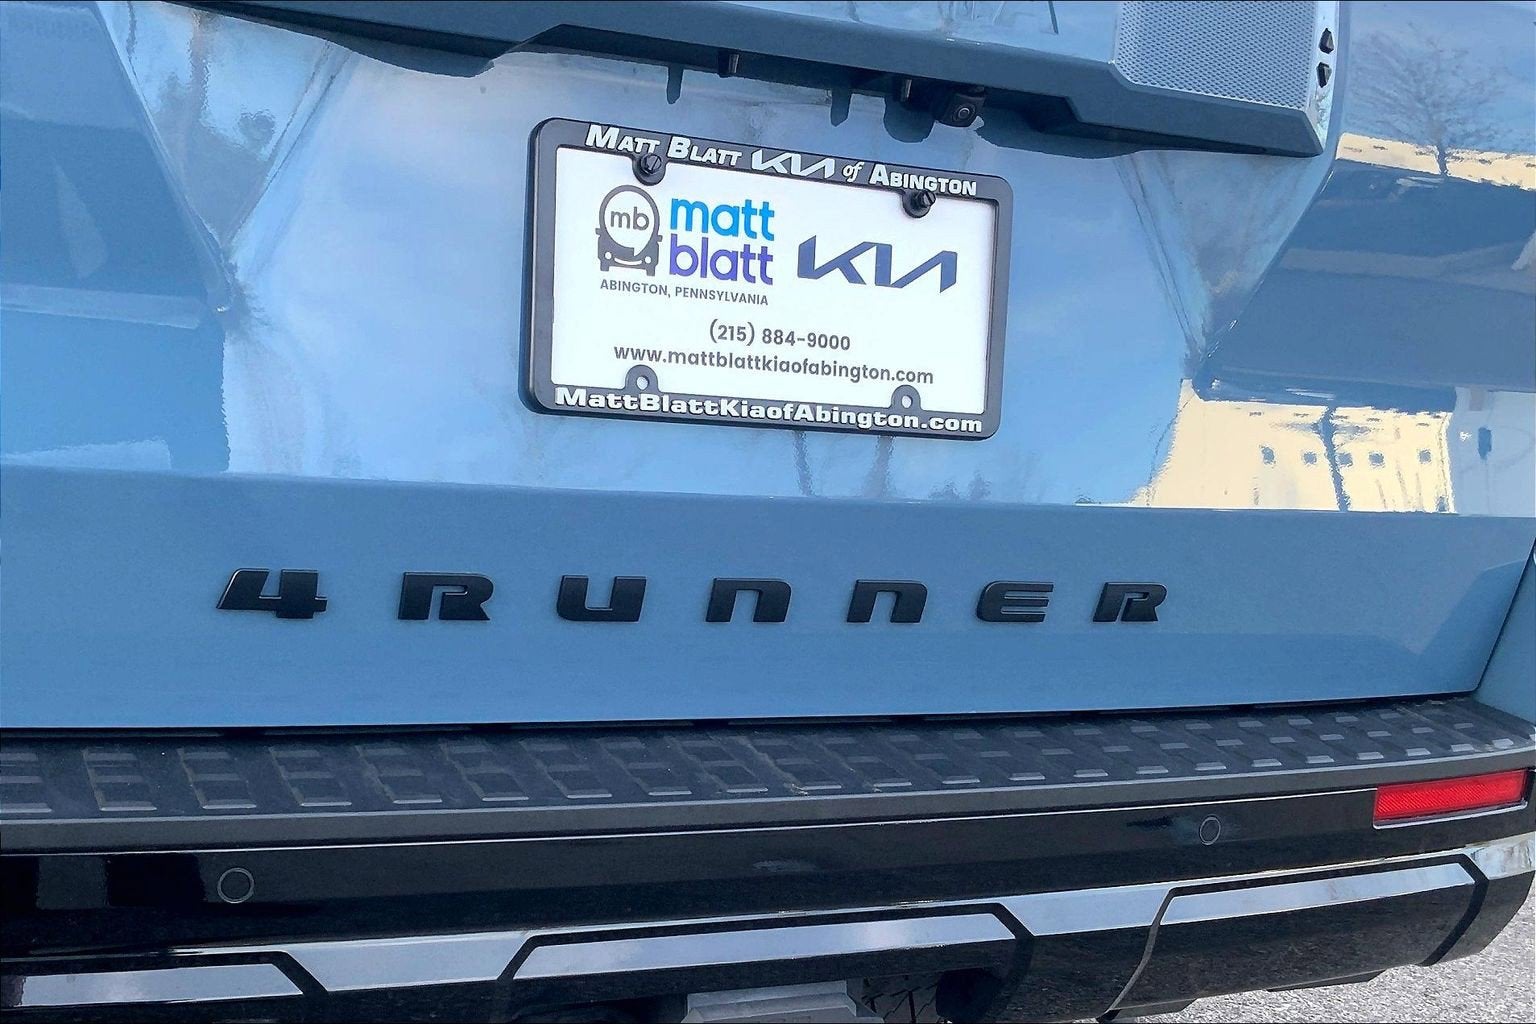 MATT BLATT KIA of ABINGTON
mb
matt
blatt
KIA
ABINGTON, PENNSYLVANIA
(215) 884-9000
www.mattblattkiaofabington.com
MattBlattKiaofAbington.com
4RUNNER